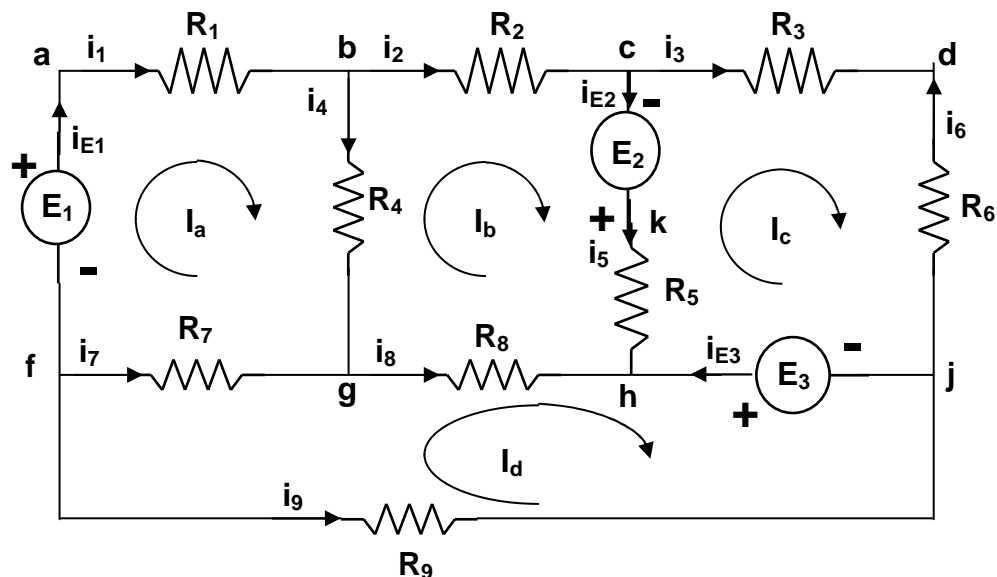 R1 R2 R3
a i1 b i2 c i3 d
i4 iE2 - i6
iE1
+ E2
E1 R4 R6
Ia Ib + k Ic
- i5
R5
R7 R8 iE3 -
f i7 i8 E3 j
g h +
Id
i9
R9